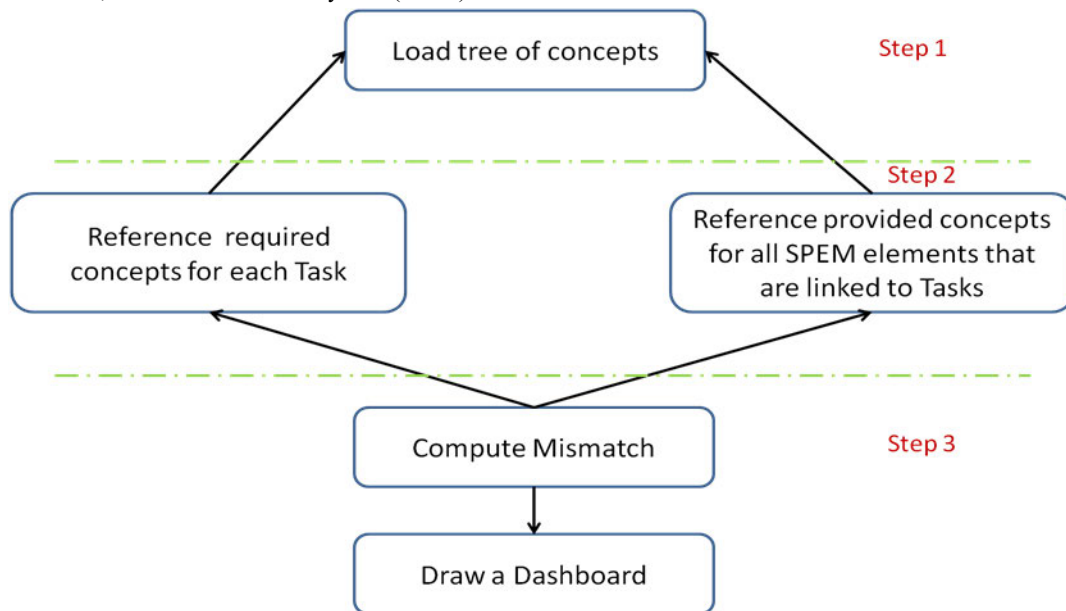 Load tree of concepts
Step 1
Step 2
Reference required
concepts for each Task
Reference provided concepts
for all SPEM elements that
are linked to Tasks
Compute Mismatch
Step 3
Draw a Dashboard